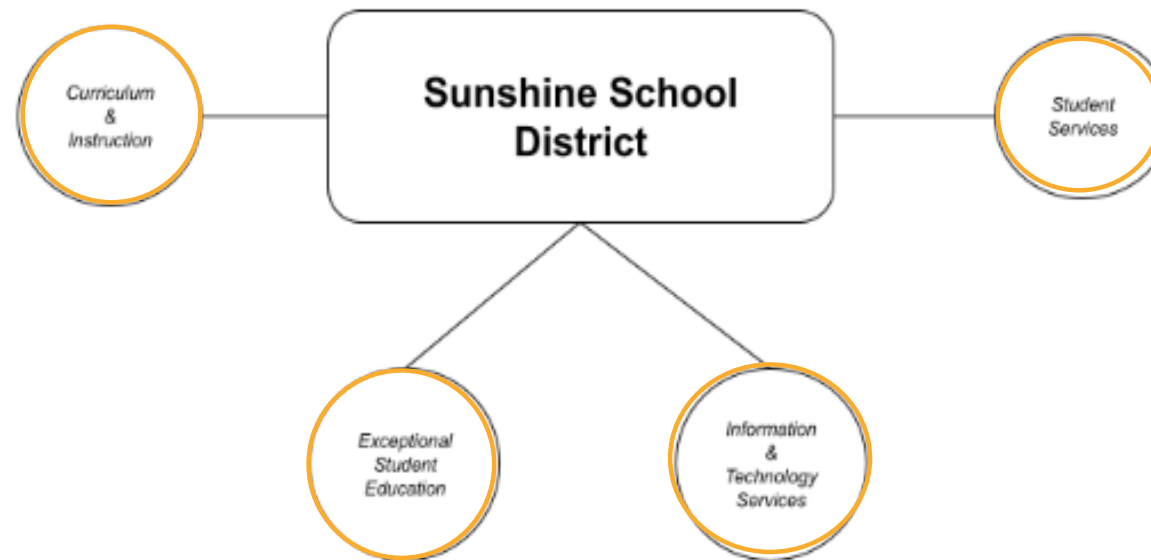 Sunshine School
District
Curriculum
&
Instruction
Student
Services
Exceptional
Student
Education
Information
&
Technology
Services